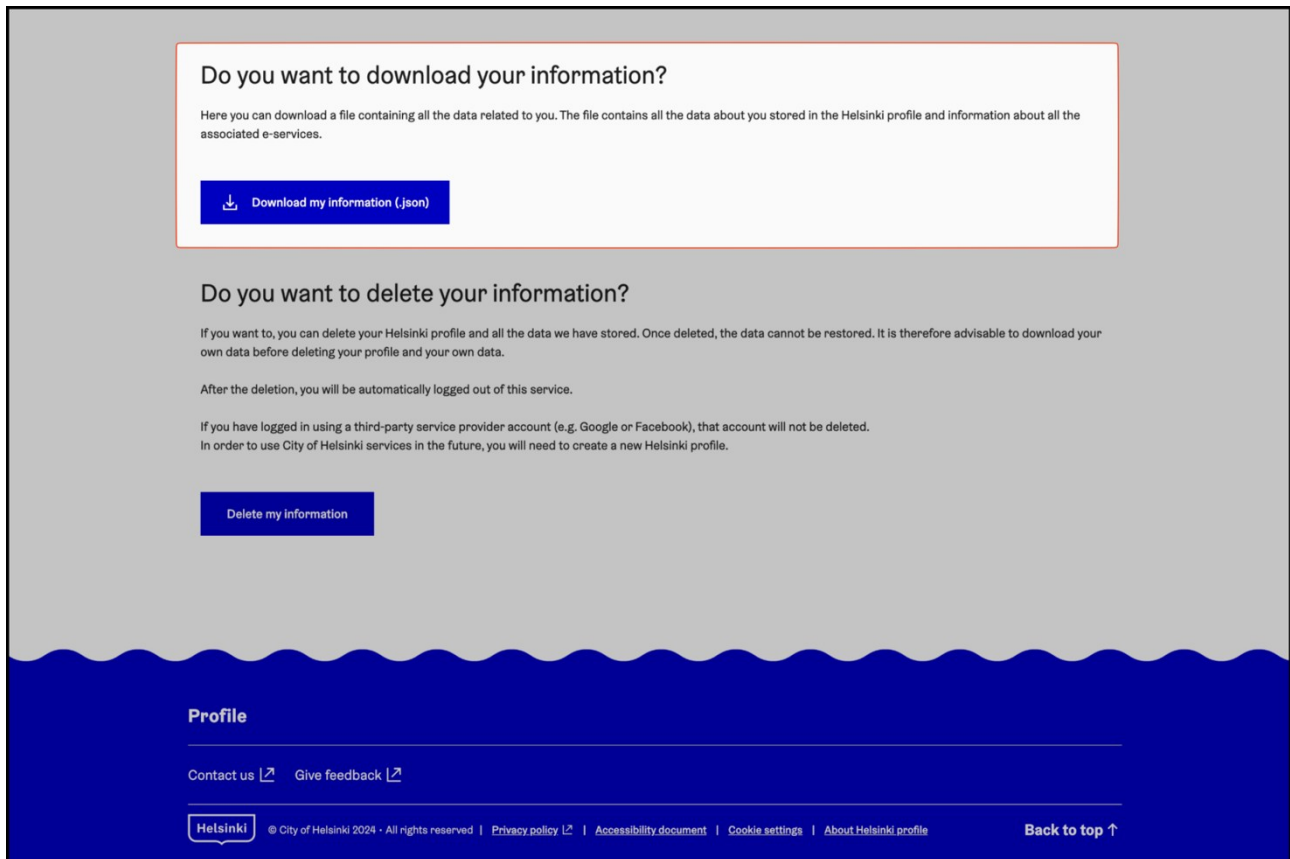 Do you want to download your information?
Here you can download a file containing all the data related to you. The file contains all the data about you stored in the Helsinki profile and information about all the
associated e-services.
Download my information (.json)
Do you want to delete your information?
If you want to, you can delete your Helsinki profile and all the data we have stored. Once deleted, the data cannot be restored. It is therefore advisable to download your
own data before deleting your profile and your own data.
After the deletion, you will be automatically logged out of this service.
If you have logged in using a third-party service provider account (e.g. Google or Facebook), that account will not be deleted.
In order to use City of Helsinki services in the future, you will need to create a new Helsinki profile.
Delete my information
Profile
Contact us Give feedback
Helsinki © City of Helsinki 2024 • All rights reserved | Privacy policy | Accessibility document | Cookie settings | About Helsinki profile Back to top ↑